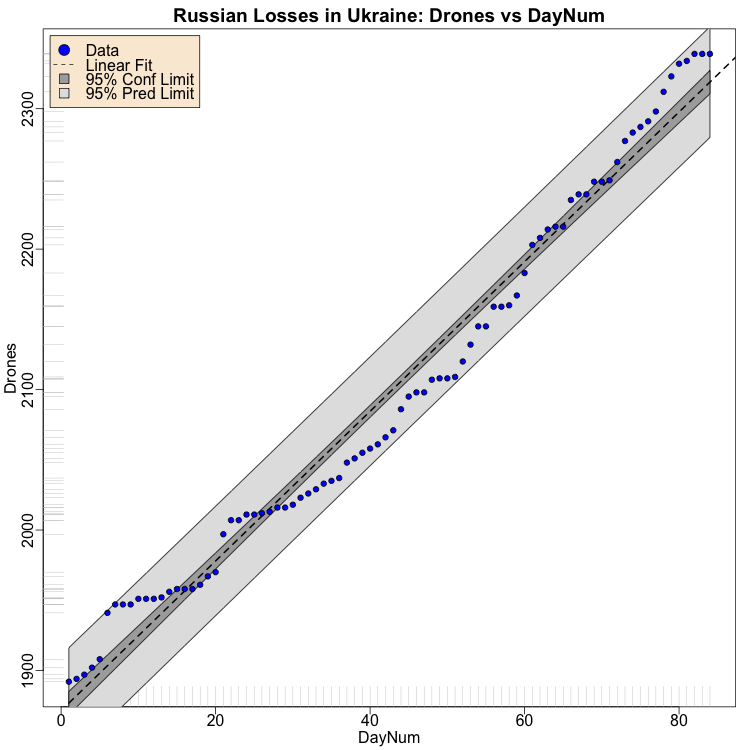 Russian Losses in Ukraine: Drones vs DayNum
Data
Linear Fit
95% Conf Limit
95% Pred Limit
2300
2200
2100
2000
1900
Drones
0 20 40 60 80
DayNum